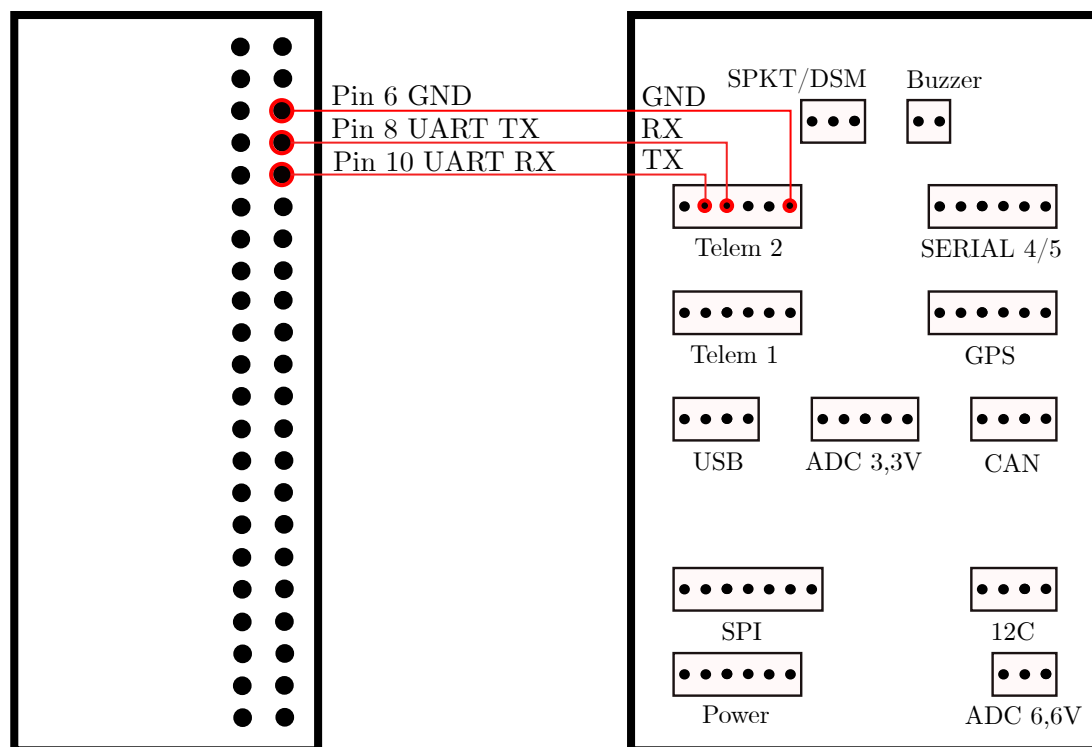 SPKT/DSM Buzzer
Pin 6 GND GND
Pin 8 UART TX RX
Pin 10 UART RX TX
Telem 2 SERIAL 4/5
Telem 1 GPS
USB ADC 3,3V CAN
SPI 12C
Power ADC 6,6V